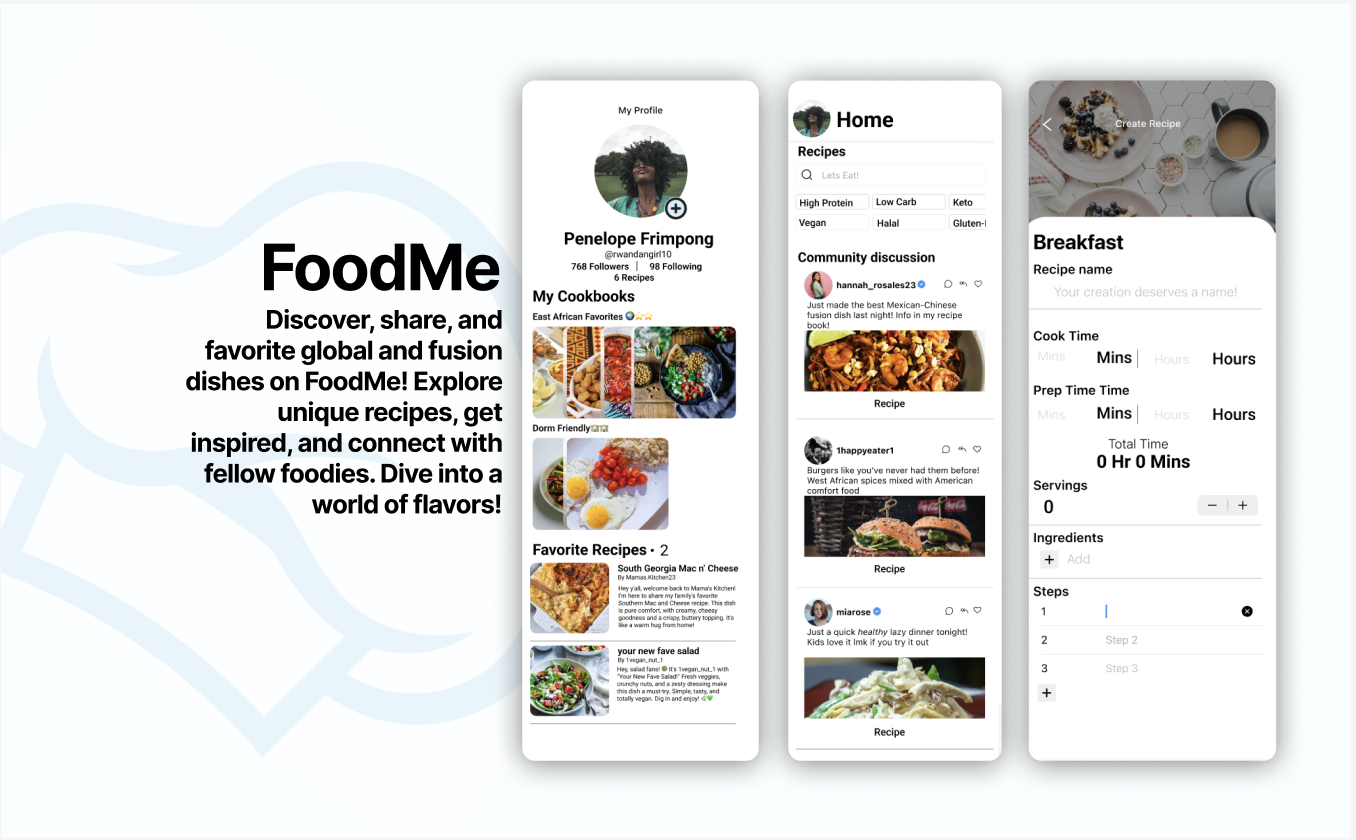 FoodMe
Discover, share, and
favorite global and fusion
dishes on FoodMe! Explore
unique recipes, get
inspired, and connect with
fellow foodies. Dive into a
world of flavors!
My Profile
Penelope Frimpong
@rwandangirl10
768 Followers | 98 Following
6 Recipes
My Cookbooks
East African Favorites 🌍⭐⭐
Dorm Friendly
Favorite Recipes · 2
South Georgia Mac n' Cheese
By Mamas.Kitchen23
Hey y'all, welcome back to Mama's Kitchen!
I'm here to share my family's favorite
Southern Mac and Cheese recipe. This dish
is pure comfort, with creamy, cheesy
goodness and a crispy, buttery topping. It's
like a warm hug from home!
your new fave salad
By 1vegan_nut_1
Hey, salad fans! 🥗 It's 1vegan_nut_1 with
"Your New Fave Salad!" Fresh veggies,
crunchy nuts, and a zesty dressing make
this dish a must-try. Simple, tasty, and
totally vegan. Dig in and enjoy! 🌿💚
Home
Recipes
Lets Eat!
High Protein
Low Carb
Keto
Vegan
Halal
Gluten-
Community discussion
hannah_rosales23
Just made the best Mexican-Chinese
fusion dish last night! Info in my recipe
book!
Recipe
1happyeater1
Burgers like you've never had them before!
West African spices mixed with American
comfort food
Recipe
miarose
Just a quick healthy lazy dinner tonight!
Kids love it lmk if you try it out
Recipe
Create Recipe
Breakfast
Recipe name
Your creation deserves a name!
Cook Time
Mins Mins | Hours Hours
Prep Time Time
Mins Mins | Hours Hours
Total Time
0 Hr 0 Mins
Servings
0
− | +
Ingredients
+ Add
Steps
1
2 Step 2
3 Step 3
+